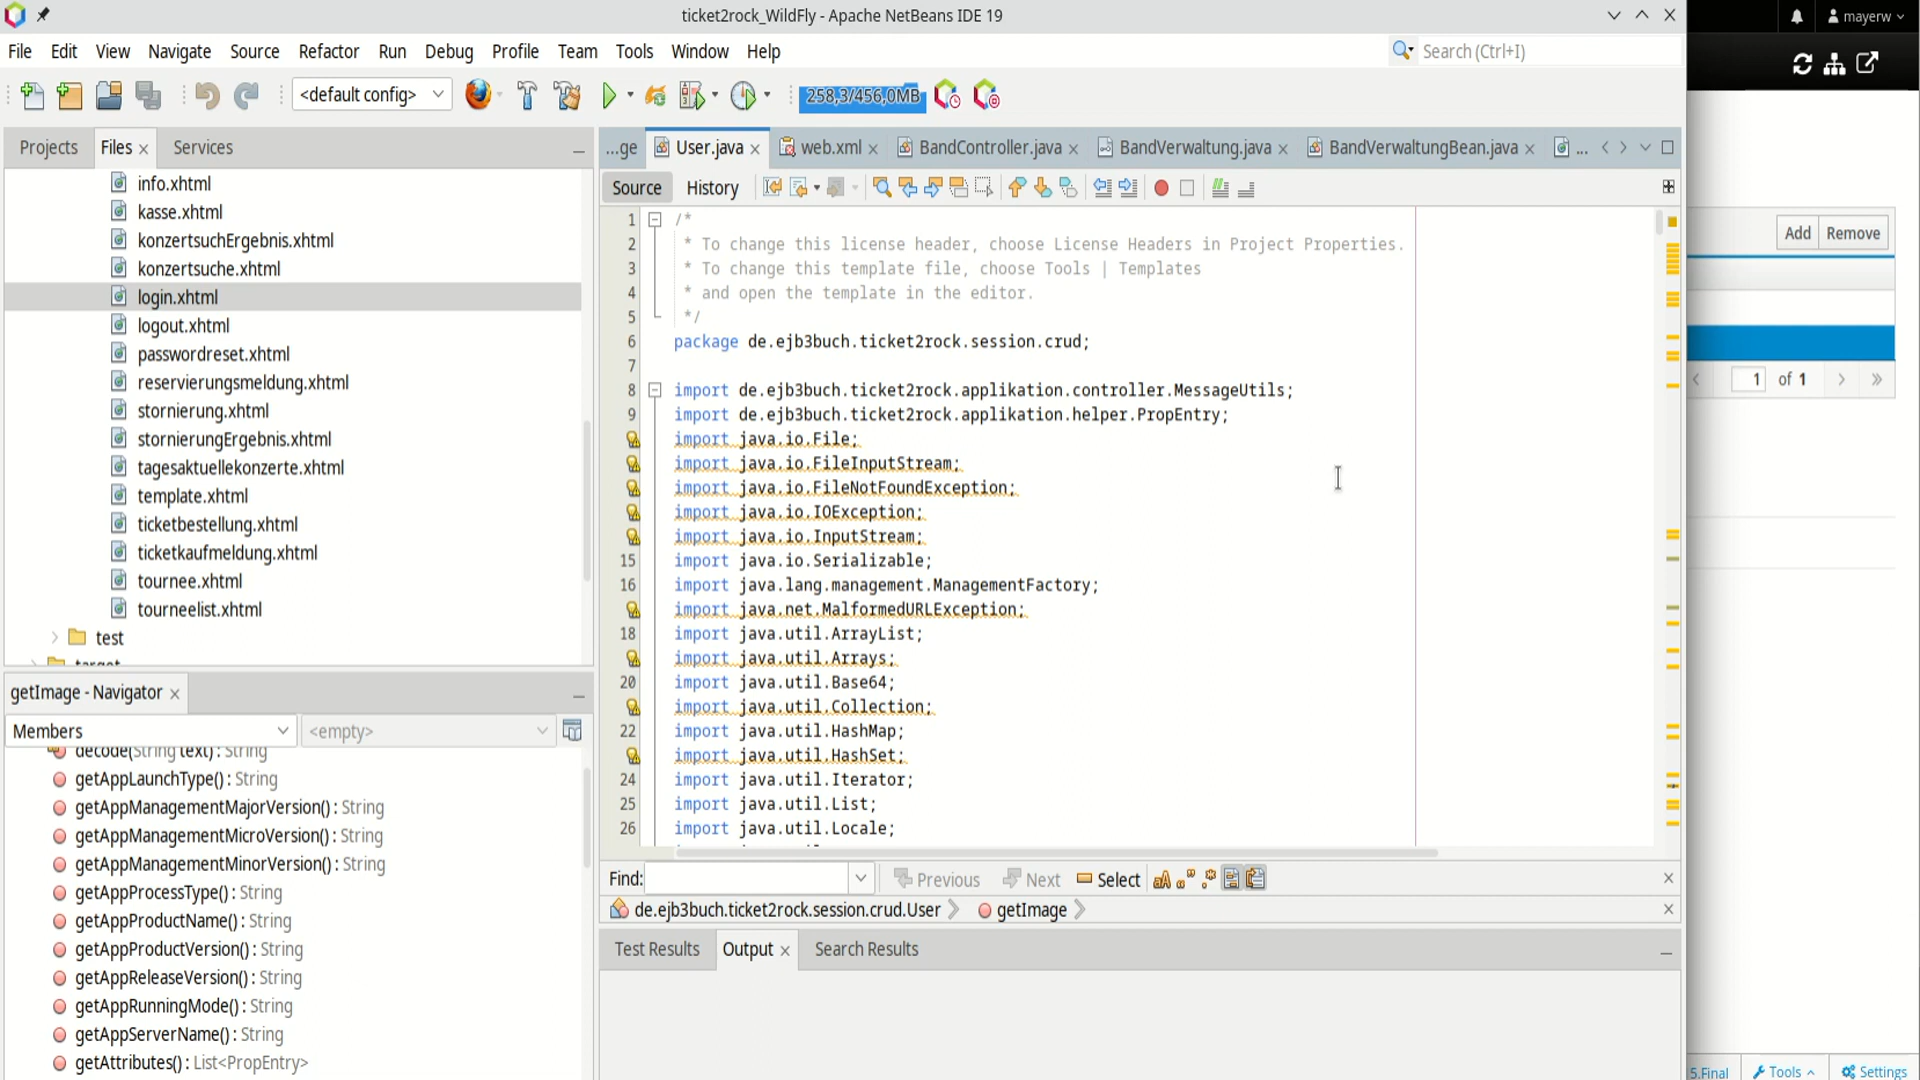 ticket2rock_WildFly - Apache NetBeans IDE 19
mayerw
File Edit View Navigate Source Refactor Run Debug Profile Team Tools Window Help
Search (Ctrl+I)
<default config>
258,3/456,0MB
Projects
Files
Services
info.xhtml
kasse.xhtml
konzertsuchErgebnis.xhtml
konzertsuche.xhtml
login.xhtml
logout.xhtml
passwordreset.xhtml
reservierungsmeldung.xhtml
stornierung.xhtml
stornierungErgebnis.xhtml
tagesaktuellekonzerte.xhtml
template.xhtml
ticketbestellung.xhtml
ticketkaufmeldung.xhtml
tournee.xhtml
tourneelist.xhtml
test
target
getImage - Navigator
Members
<empty>
decode(String text) : String
getAppLaunchType() : String
getAppManagementMajorVersion() : String
getAppManagementMicroVersion() : String
getAppManagementMinorVersion() : String
getAppProcessType() : String
getAppProductName() : String
getAppProductVersion() : String
getAppReleaseVersion() : String
getAppRunningMode() : String
getAppServerName() : String
getAttributes() : List<PropEntry>
...ge
User.java
web.xml
BandController.java
BandVerwaltung.java
BandVerwaltungBean.java
...
Source
History
1 /*
2 * To change this license header, choose License Headers in Project Properties.
3 * To change this template file, choose Tools | Templates
4 * and open the template in the editor.
5 */
6 package de.ejb3buch.ticket2rock.session.crud;
7
8 import de.ejb3buch.ticket2rock.applikation.controller.MessageUtils;
9 import de.ejb3buch.ticket2rock.applikation.helper.PropEntry;
import java.io.File;
import java.io.FileInputStream;
import java.io.FileNotFoundException;
import java.io.IOException;
import java.io.InputStream;
15 import java.io.Serializable;
16 import java.lang.management.ManagementFactory;
import java.net.MalformedURLException;
18 import java.util.ArrayList;
import java.util.Arrays;
20 import java.util.Base64;
import java.util.Collection;
22 import java.util.HashMap;
import java.util.HashSet;
24 import java.util.Iterator;
25 import java.util.List;
26 import java.util.Locale;
Find:
Previous
Next
Select
de.ejb3buch.ticket2rock.session.crud.User
getImage
Test Results
Output
Search Results
Add
Remove
1 of 1
5.Final
Tools
Settings